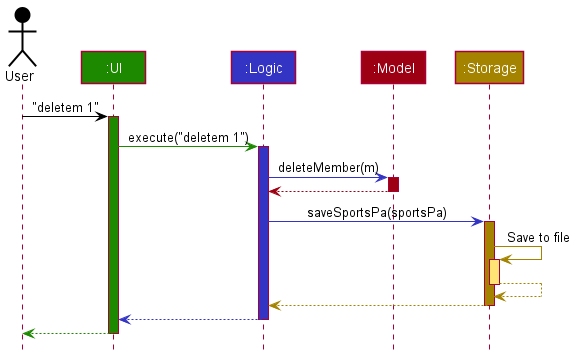 User
:UI
:Logic
:Model
:Storage
"deletem 1"
execute("deletem 1")
deleteMember(m)
saveSportsPa(sportsPa)
Save to file